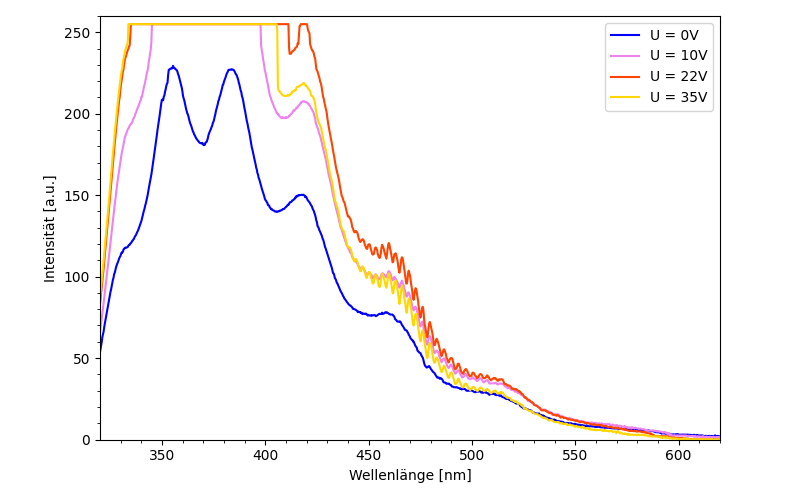 250
200
150
100
50
0
Intensität [a.u.]
U = 0V
U = 10V
U = 22V
U = 35V
350 400 450 500 550 600
Wellenlänge [nm]